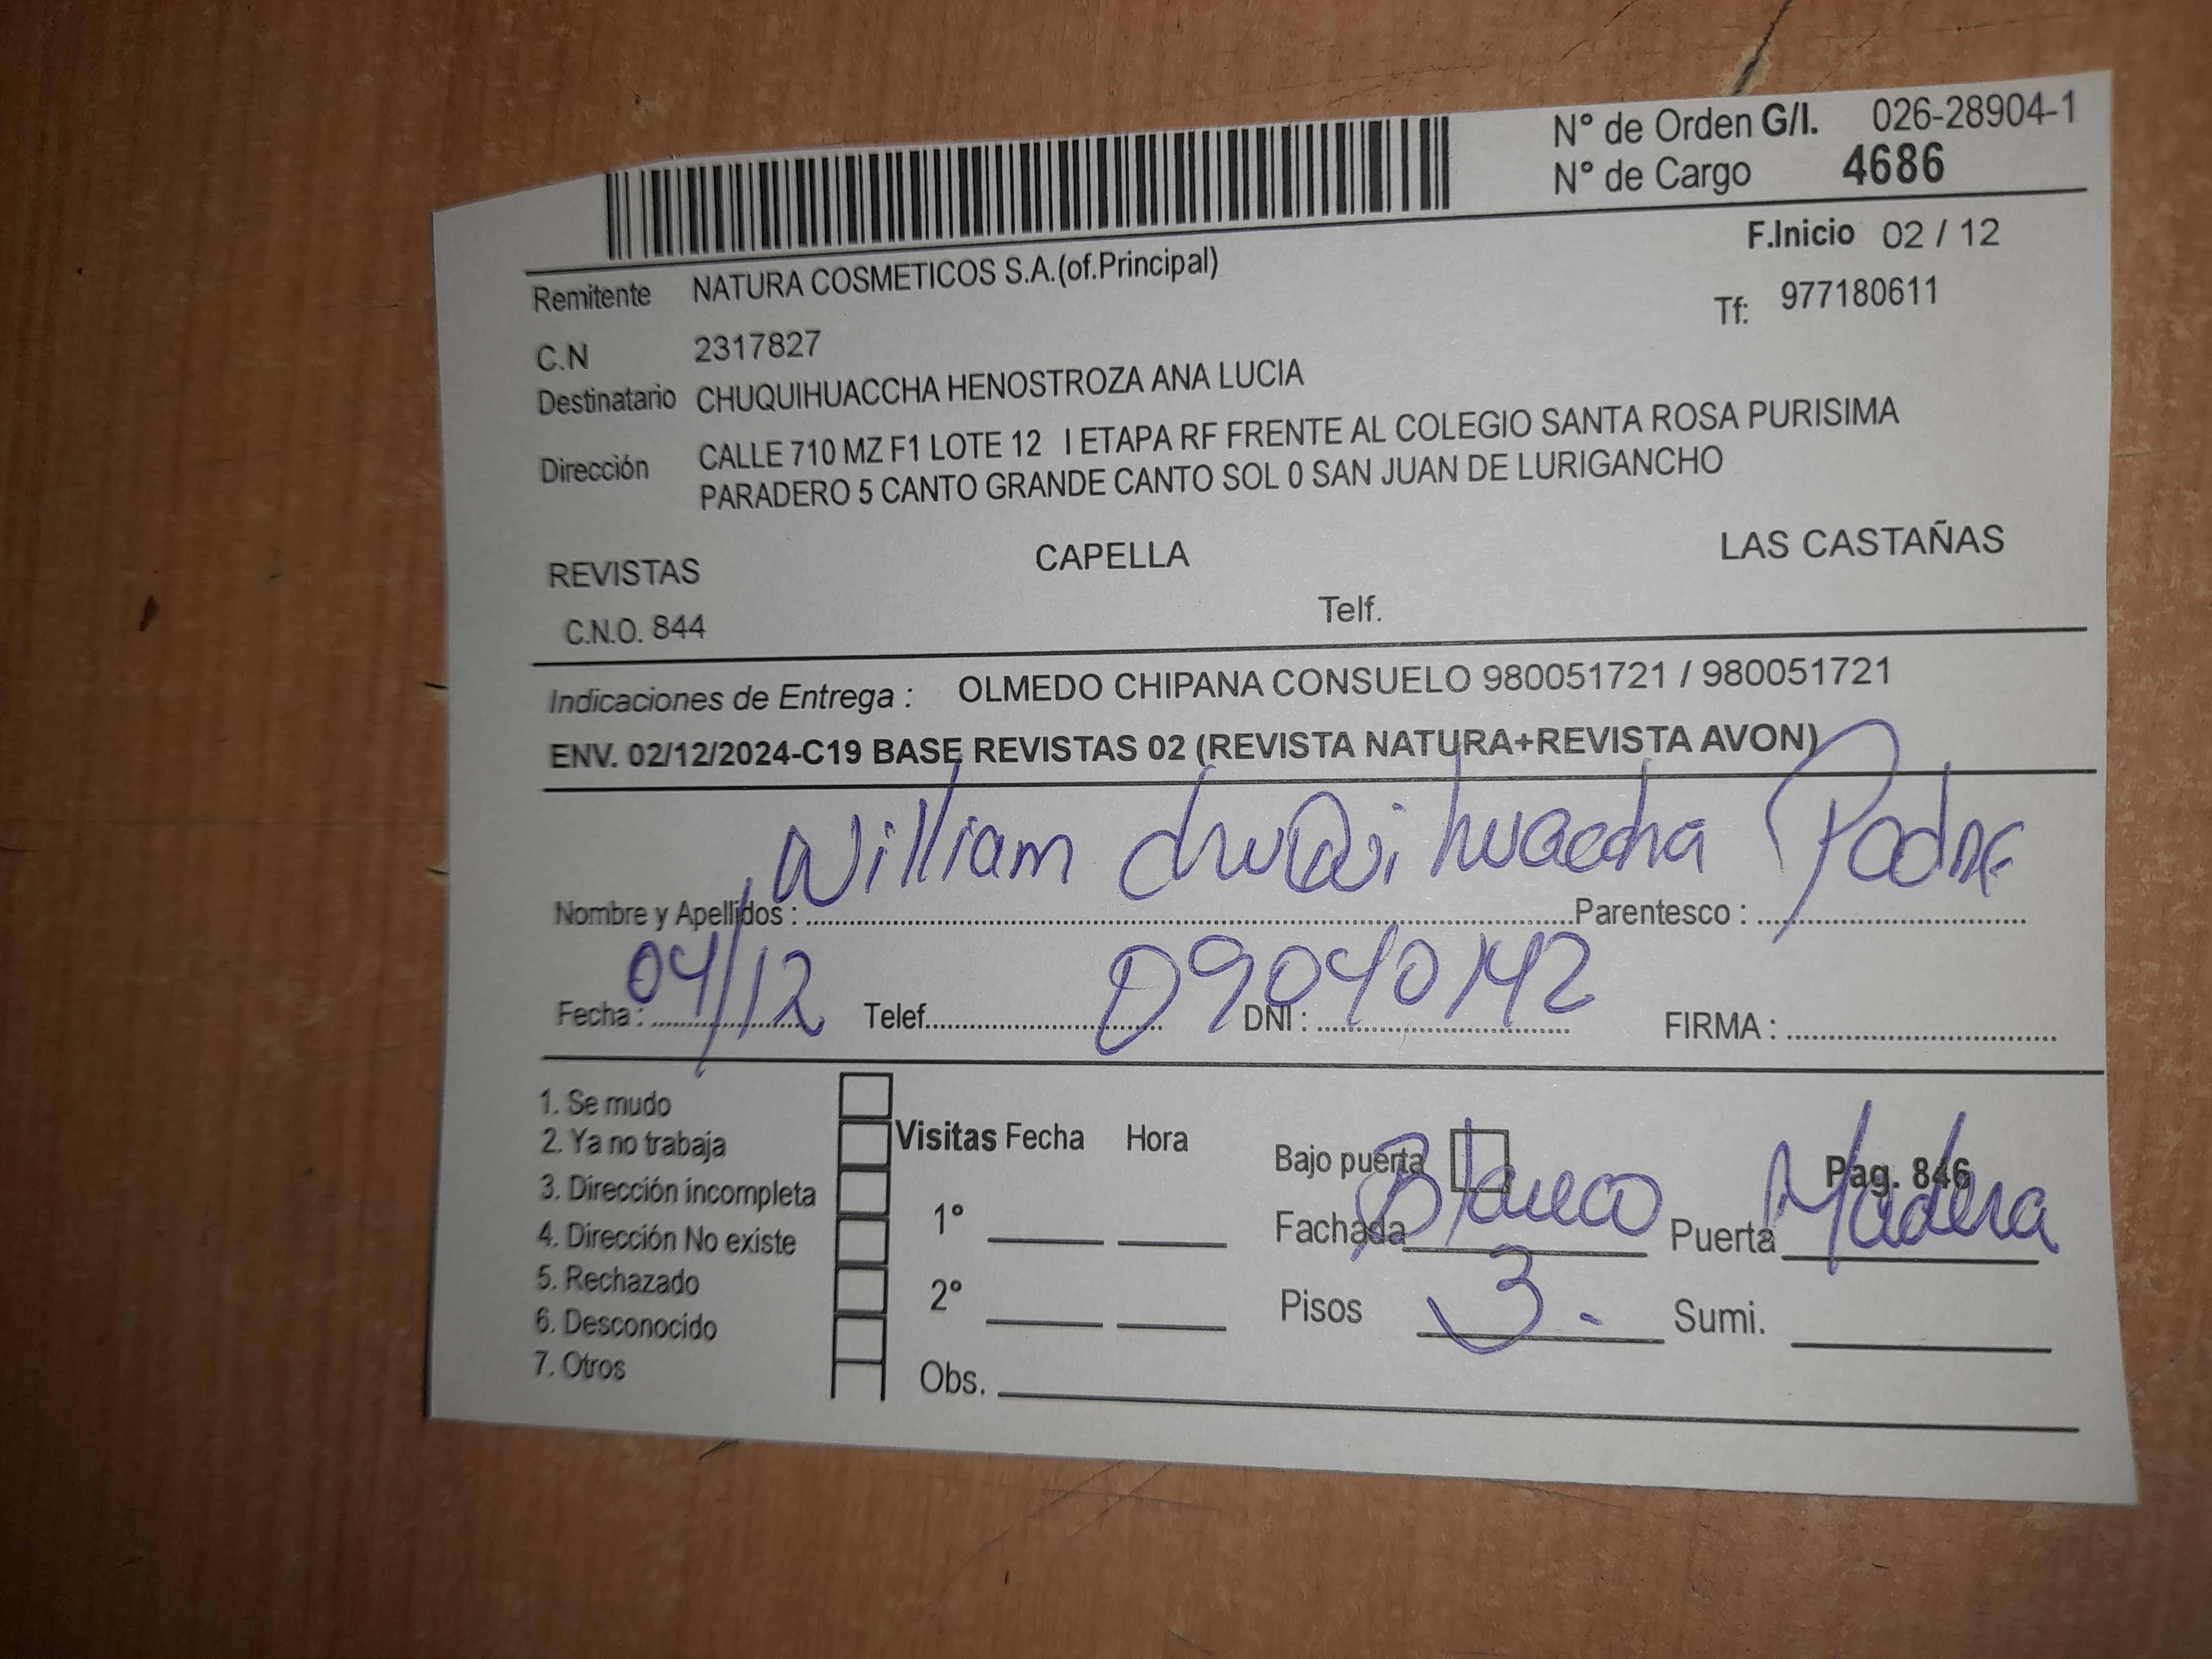 N° de Orden G/I. 026-28904-1
N° de Cargo 4686
F.Inicio 02 / 12
Remitente NATURA COSMETICOS S.A.(of.Principal)
Tf: 977180611
C.N 2317827
Destinatario CHUQUIHUACCHA HENOSTROZA ANA LUCIA
Dirección CALLE 710 MZ F1 LOTE 12 I ETAPA RF FRENTE AL COLEGIO SANTA ROSA PURISIMA
PARADERO 5 CANTO GRANDE CANTO SOL 0 SAN JUAN DE LURIGANCHO
REVISTAS CAPELLA LAS CASTAÑAS
C.N.O. 844 Telf.
Indicaciones de Entrega : OLMEDO CHIPANA CONSUELO 980051721 / 980051721
ENV. 02/12/2024-C19 BASE REVISTAS 02 (REVISTA NATURA+REVISTA AVON)
Nombre y Apellidos : William chuQuihuaccha Parentesco : Padre
Fecha : 04/12 Telef. DNI : 09040142 FIRMA :
1. Se mudo
2. Ya no trabaja
3. Dirección incompleta
4. Dirección No existe
5. Rechazado
6. Desconocido
7. Otros
Visitas Fecha Hora
1°
2°
Obs.
Bajo puerta Pag. 846
Fachada Blanco Puerta Madera
Pisos 3. Sumi.